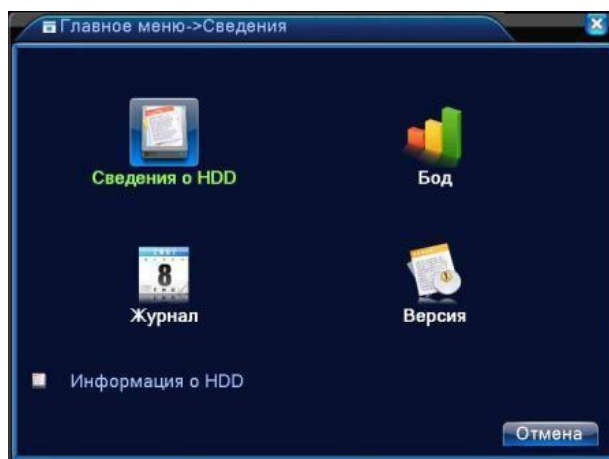 Главное меню->Сведения
Сведения о HDD
Бод
8
Журнал
Версия
Информация о HDD
Отмена